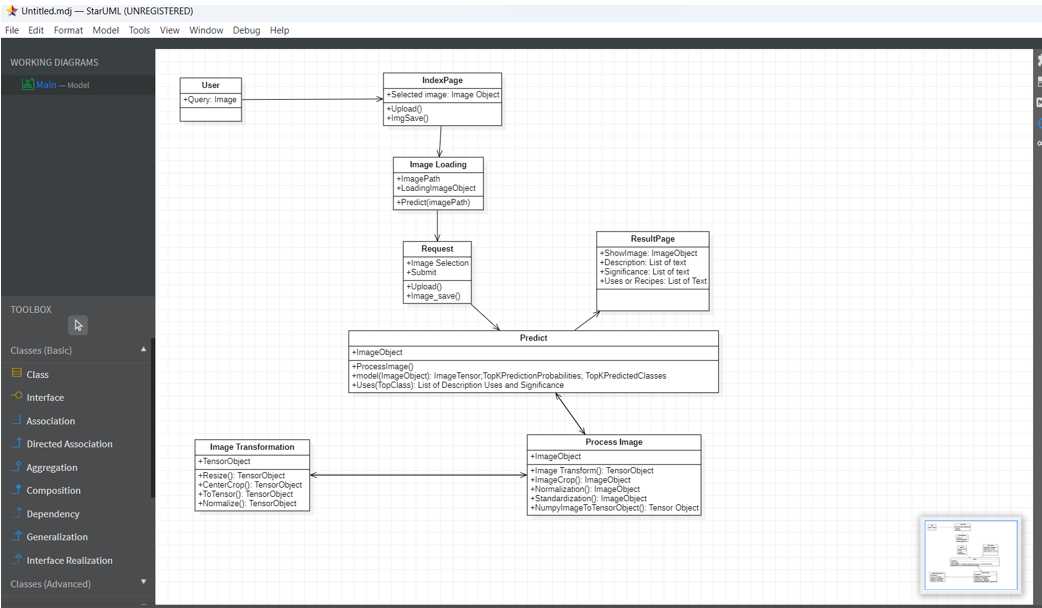 Untitled.mdj — StarUML (UNREGISTERED)
File Edit Format Model Tools View Window Debug Help
WORKING DIAGRAMS
Main — Model
TOOLBOX
Classes (Basic)
Class
Interface
Association
Directed Association
Aggregation
Composition
Dependency
Generalization
Interface Realization
Classes (Advanced)
User
+Query: Image
IndexPage
+Selected image: Image Object
+Upload()
+ImgSave()
Image Loading
+ImagePath
+LoadingImageObject
+Predict(imagePath)
Request
+Image Selection
+Submit
+Upload()
+Image_save()
ResultPage
+ShowImage: ImageObject
+Description: List of text
+Significance: List of text
+Uses or Recipes: List of Text
Predict
+ImageObject
+ProcessImage()
+model(ImageObject): ImageTensor;TopKPredictionProbabilities; TopKPredictedClasses
+Uses(TopClass): List of Description Uses and Significance
Image Transformation
+TensorObject
+Resize(): TensorObject
+CenterCrop(): TensorObject
+ToTensor(): TensorObject
+Normalize(): TensorObject
Process Image
+ImageObject
+Image Transform(): TensorObject
+ImageCrop(): ImageObject
+Normalization(): ImageObject
+Standardization(): ImageObject
+NumpyImageToTensorObject(): Tensor Object